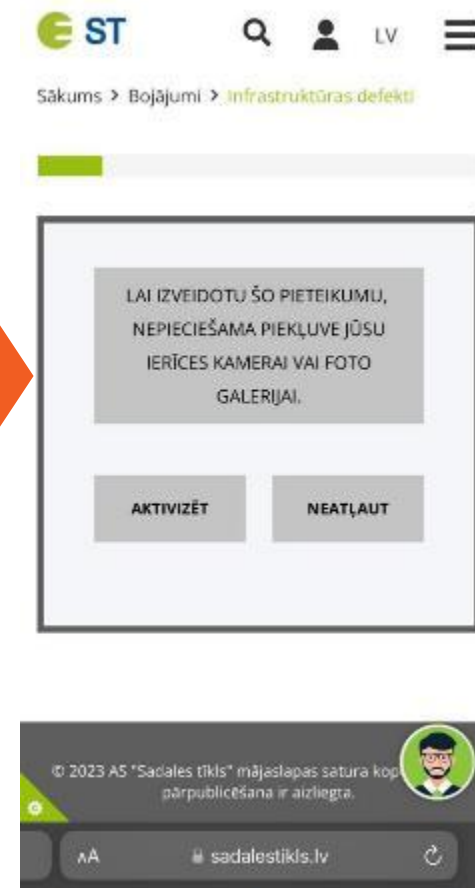 ST LV
Sākums > Bojājumi > Infrastruktūras defekti
LAI IZVEIDOTU ŠO PIETEIKUMU,
NEPIECIEŠAMA PIEKĻUVE JŪSU
IERĪCES KAMERAI VAI FOTO
GALERIJAI.
AKTIVIZĒT NEATĻAUT
© 2023 AS "Sadales tīkls" mājaslapas satura kop
pārpublicēšana ir aizliegta.
AA sadalestikls.lv